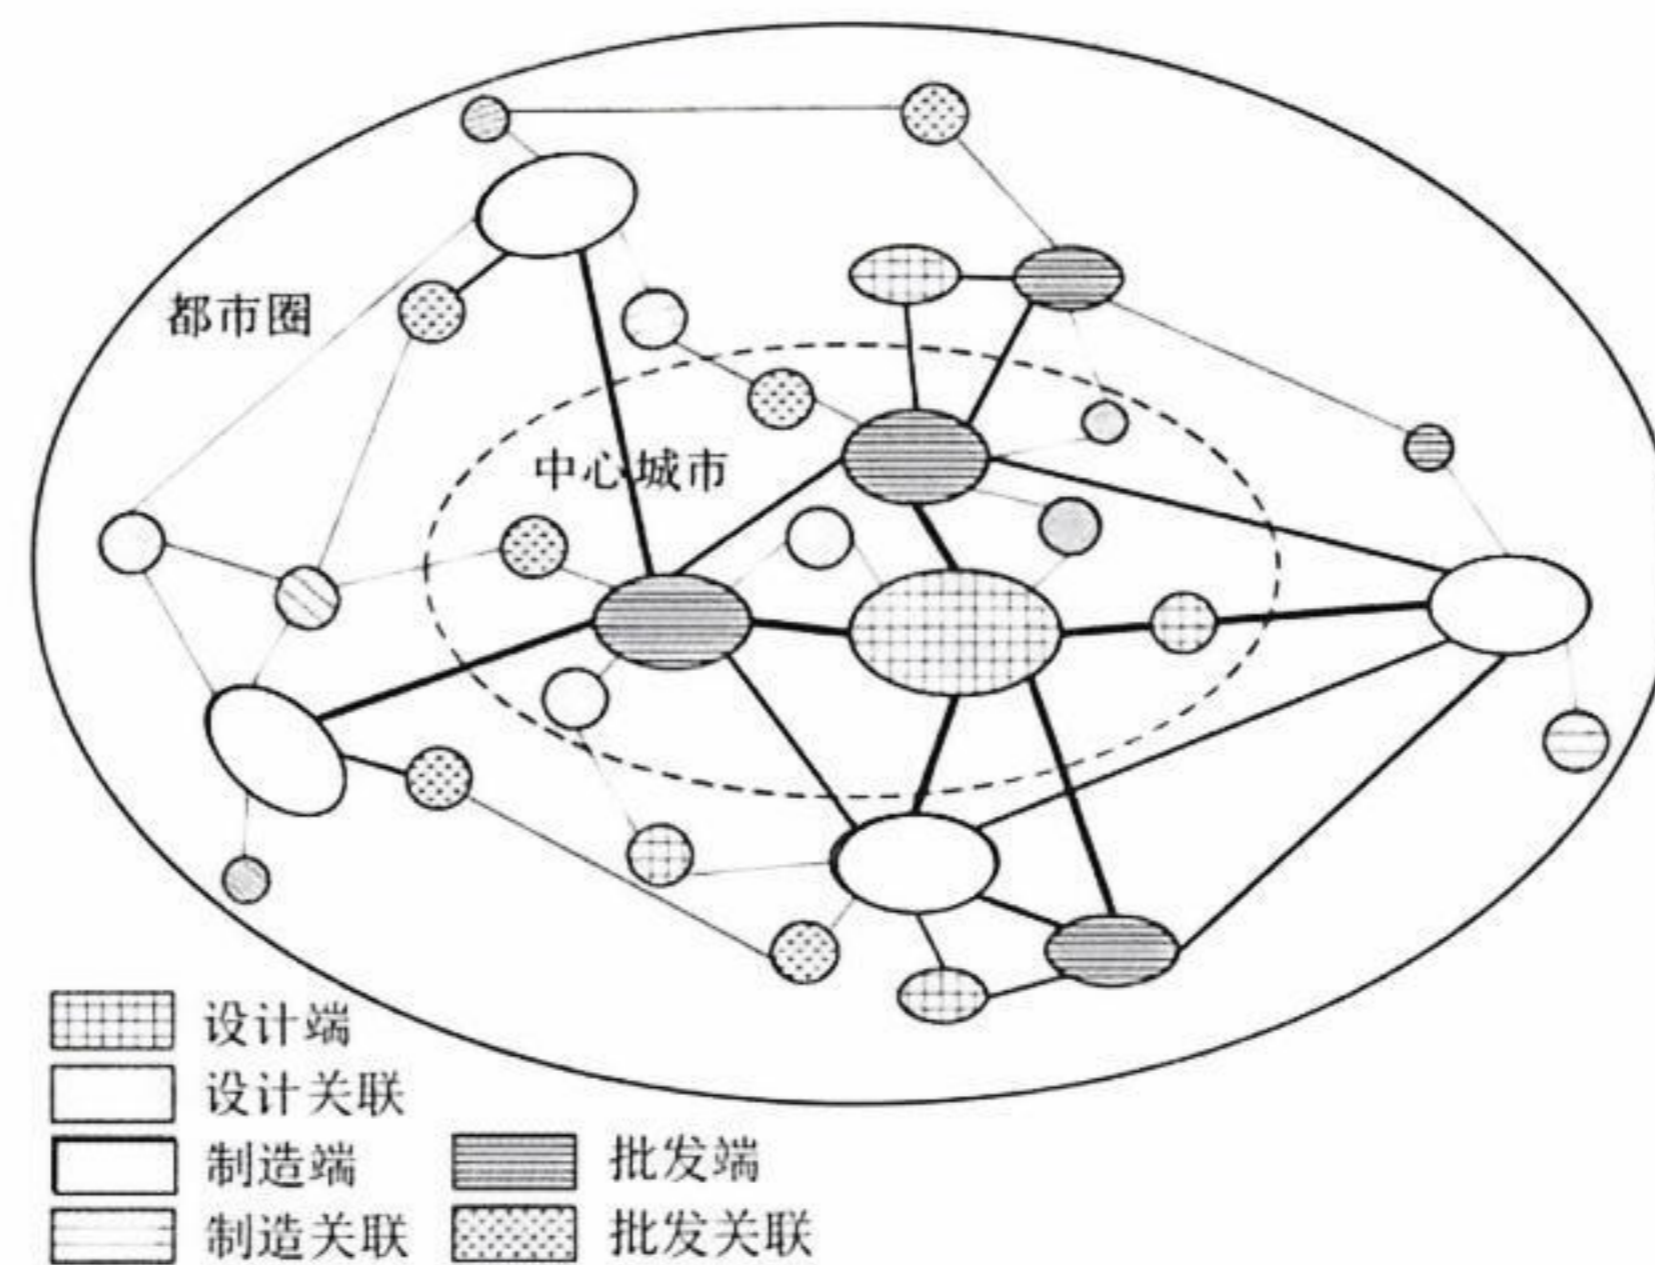 都市圈
中心城市
设计端
设计关联
制造端
批发端
制造关联
批发关联